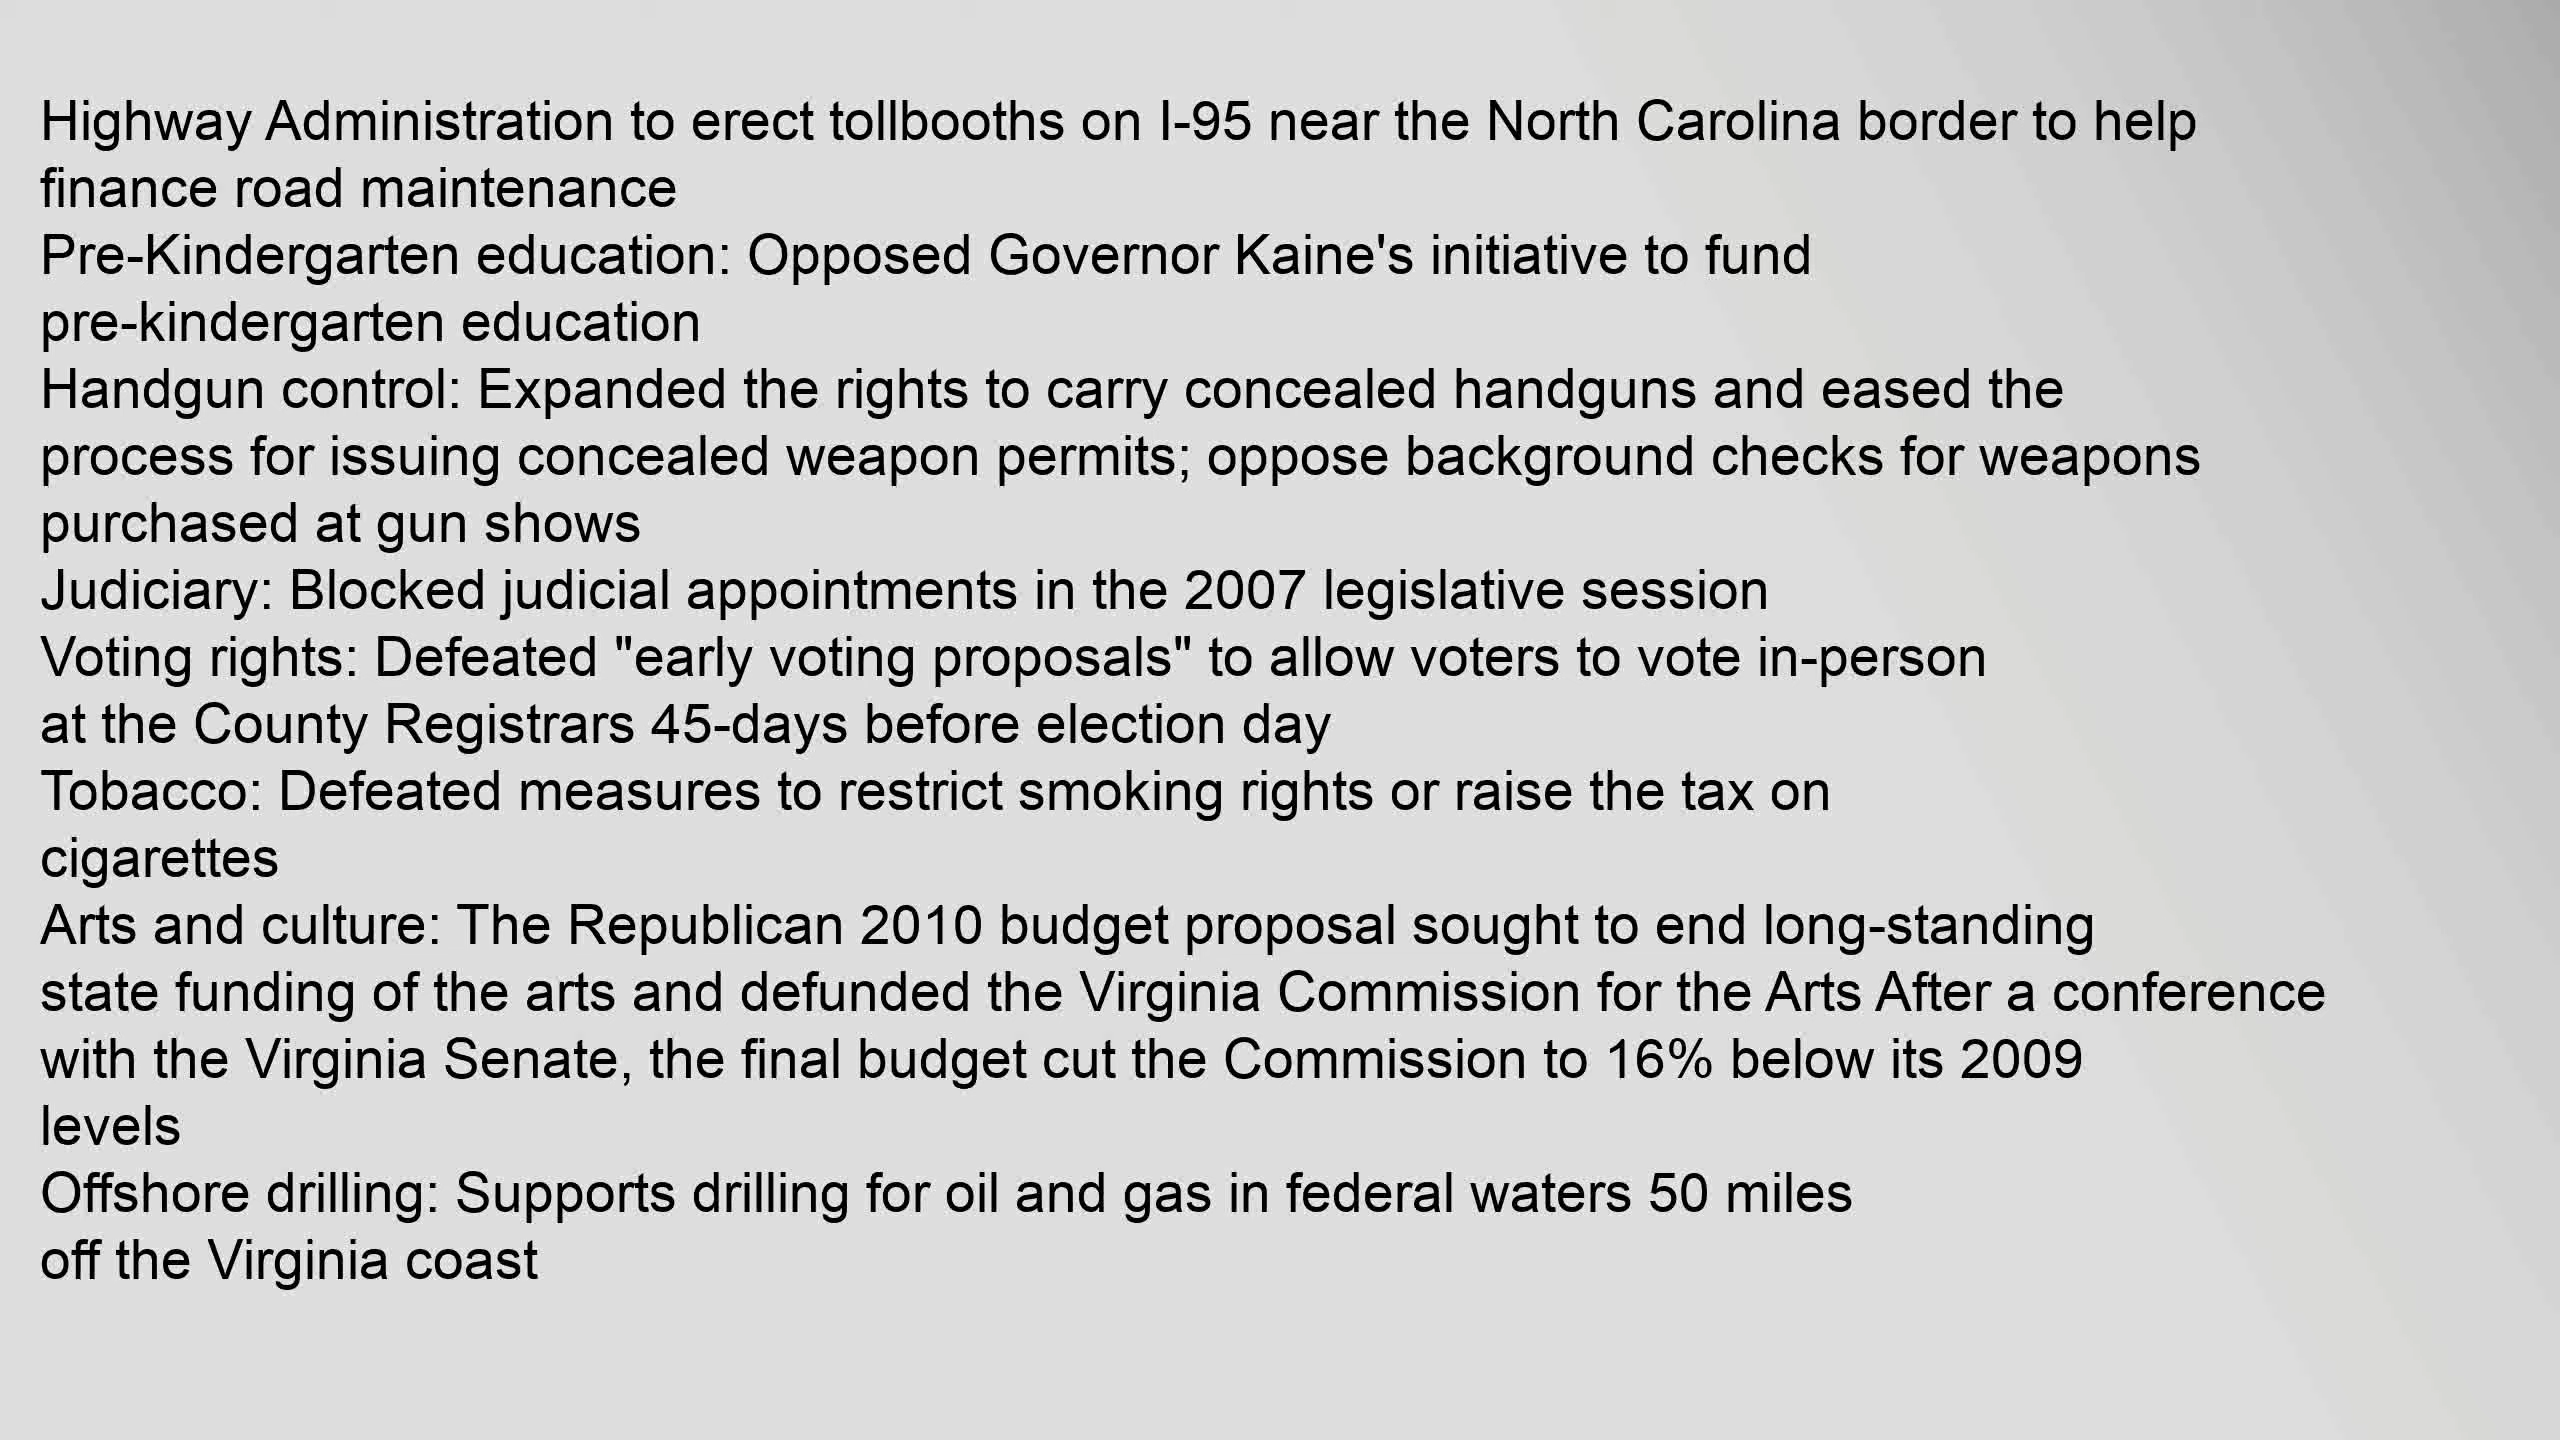 Highway Administration to erect tollbooths on I-95 near the North Carolina border to help
finance road maintenance
Pre-Kindergarten education: Opposed Governor Kaine's initiative to fund
pre-kindergarten education
Handgun control: Expanded the rights to carry concealed handguns and eased the
process for issuing concealed weapon permits; oppose background checks for weapons
purchased at gun shows
Judiciary: Blocked judicial appointments in the 2007 legislative session
Voting rights: Defeated "early voting proposals" to allow voters to vote in-person
at the County Registrars 45-days before election day
Tobacco: Defeated measures to restrict smoking rights or raise the tax on
cigarettes
Arts and culture: The Republican 2010 budget proposal sought to end long-standing
state funding of the arts and defunded the Virginia Commission for the Arts After a conference
with the Virginia Senate, the final budget cut the Commission to 16% below its 2009
levels
Offshore drilling: Supports drilling for oil and gas in federal waters 50 miles
off the Virginia coast